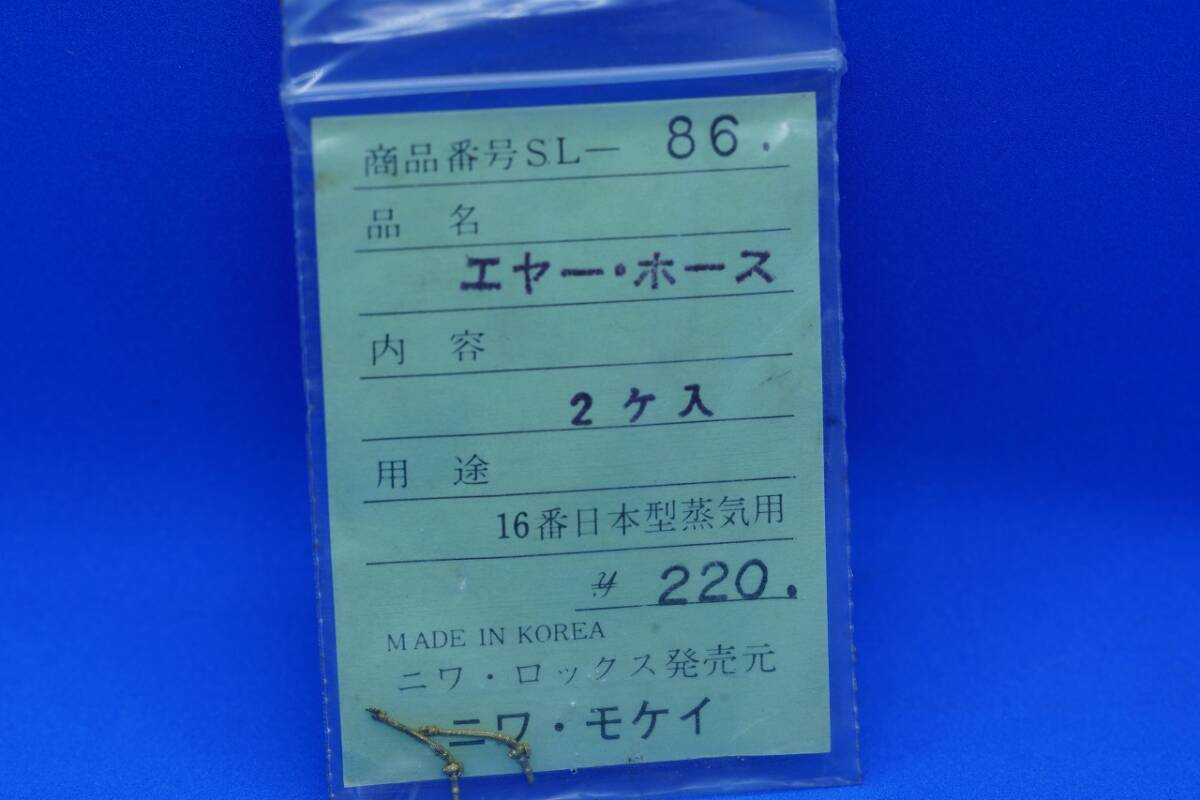 商品番号SL― 86.
品名
エヤー・ホース
内容
2ケ入
用途
16番日本型蒸気用
¥ 220.
MADE IN KOREA
ニワ・ロックス発売元
ニワ・モケイ